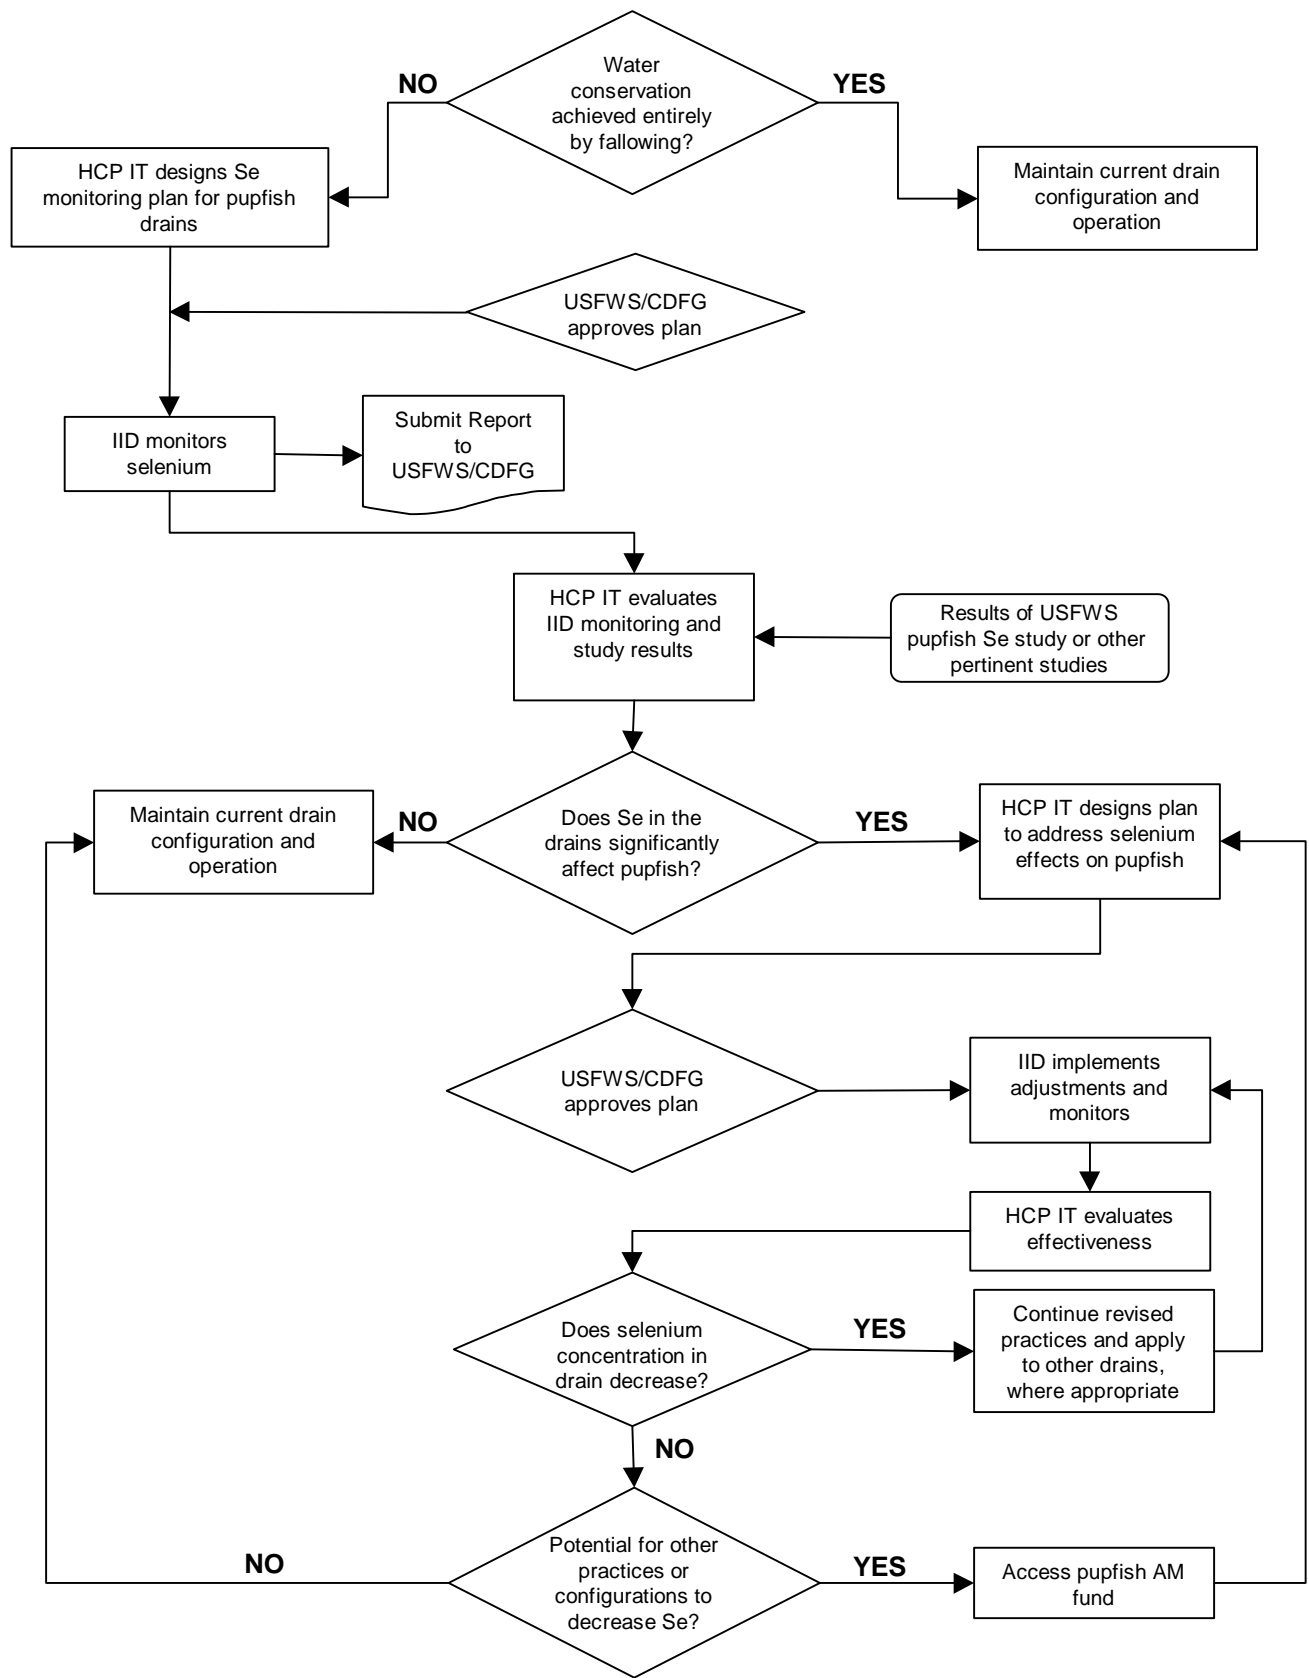 Water
conservation
achieved entirely
by fallowing?
NO
YES
HCP IT designs Se
monitoring plan for pupfish
drains
Maintain current drain
configuration and
operation
USFWS/CDFG
approves plan
IID monitors
selenium
Submit Report
to
USFWS/CDFG
HCP IT evaluates
IID monitoring and
study results
Results of USFWS
pupfish Se study or other
pertinent studies
Does Se in the
drains significantly
affect pupfish?
NO
YES
Maintain current drain
configuration and
operation
HCP IT designs plan
to address selenium
effects on pupfish
USFWS/CDFG
approves plan
IID implements
adjustments and
monitors
HCP IT evaluates
effectiveness
Does selenium
concentration in
drain decrease?
YES
Continue revised
practices and apply
to other drains,
where appropriate
NO
Potential for other
practices or
configurations to
decrease Se?
NO
YES
Access pupfish AM
fund